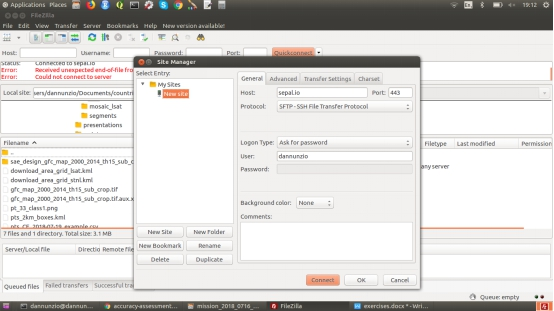 Applications Places
En
19:12
FileZilla
File Edit View Transfer Server Bookmarks Help New version available!
Host: Username: Password: Port: Quickconnect
Status: Connected to sepal.io
Error: Received unexpected end-of-file from
Error: Could not connect to server
Local site: vers/dannunzio/Documents/countri
mosaic_lsat
segments
presentations
Filename
..
sae_design_gfc_map_2000_2014_th15_sub_crop
download_area_grid_lsat.kml
download_area_grid_stnl.kml
gfc_map_2000_2014_th15_sub_crop.tif
gfc_map_2000_2014_th15_sub_crop.tif.aux.x
pt_33_class1.png
pts_2km_boxes.kml
pts_CE_2018-07-19_example.csv
7 files and 1 directory. Total size: 3.1 MB
Server/Local file Directio Remote file
Queued files Failed transfers Successful tran
Filetype Last modified Permission
any server
Queue: empty
Site Manager
Select Entry:
My Sites
New site
New Site New Folder
New Bookmark Rename
Delete Duplicate
General Advanced Transfer Settings Charset
Host: sepal.io Port: 443
Protocol: SFTP - SSH File Transfer Protocol
Logon Type: Ask for password
User: dannunzio
Password:
Background color: None
Comments:
Connect OK Cancel
dannunzio@dannun... accuracy-assessment... mission_2018_0716_... FileZilla exercises.docx *~Wri...